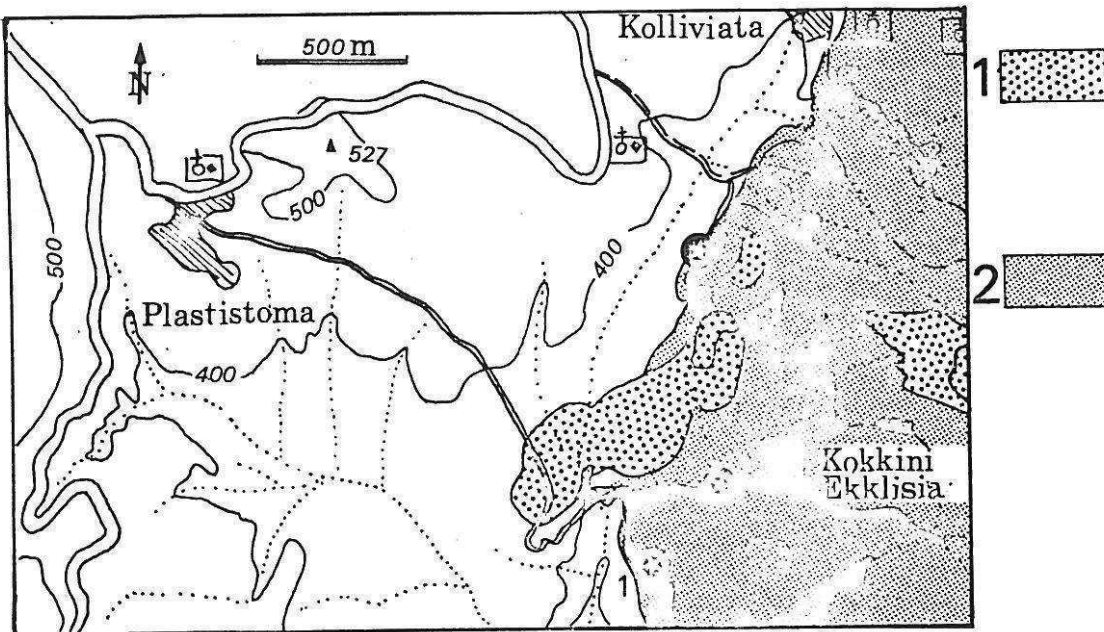 Kolliviata
500 m
N
1
527
500
500
400
2
Plastistoma
400
Kokkini
Ekklisia
1